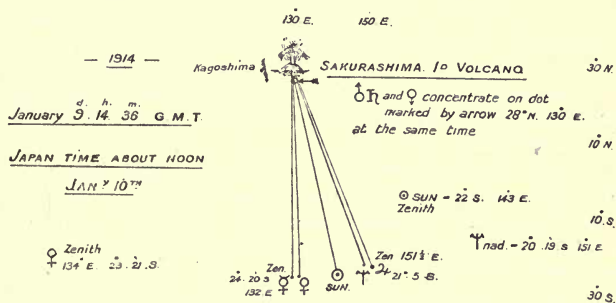 130° E. 150° E.
— 1914 —
Kagoshima
SAKURASHIMA. Iᴰ VOLCANO
30° N.
♂ ♄ and ♀ concentrate on dot
marked by arrow 28° N. 130° E.
at the same time
January 9.ᵈ 14.ʰ 36ᵐ G M.T.
10° N.
JAPAN TIME ABOUT NOON
JANʸ 10ᵀᴴ
☉ SUN = 22° S. 143° E.
Zenith
10° S.
♆ nad. = 20°.19 S 151° E
♀ Zenith
134° E. 23°.21.S.
Zen 151½ E.
♃ 21°.5 S.
24°.20 S Zen.
132 E
☿ ♀ ☉ SUN. ♆
30° S.